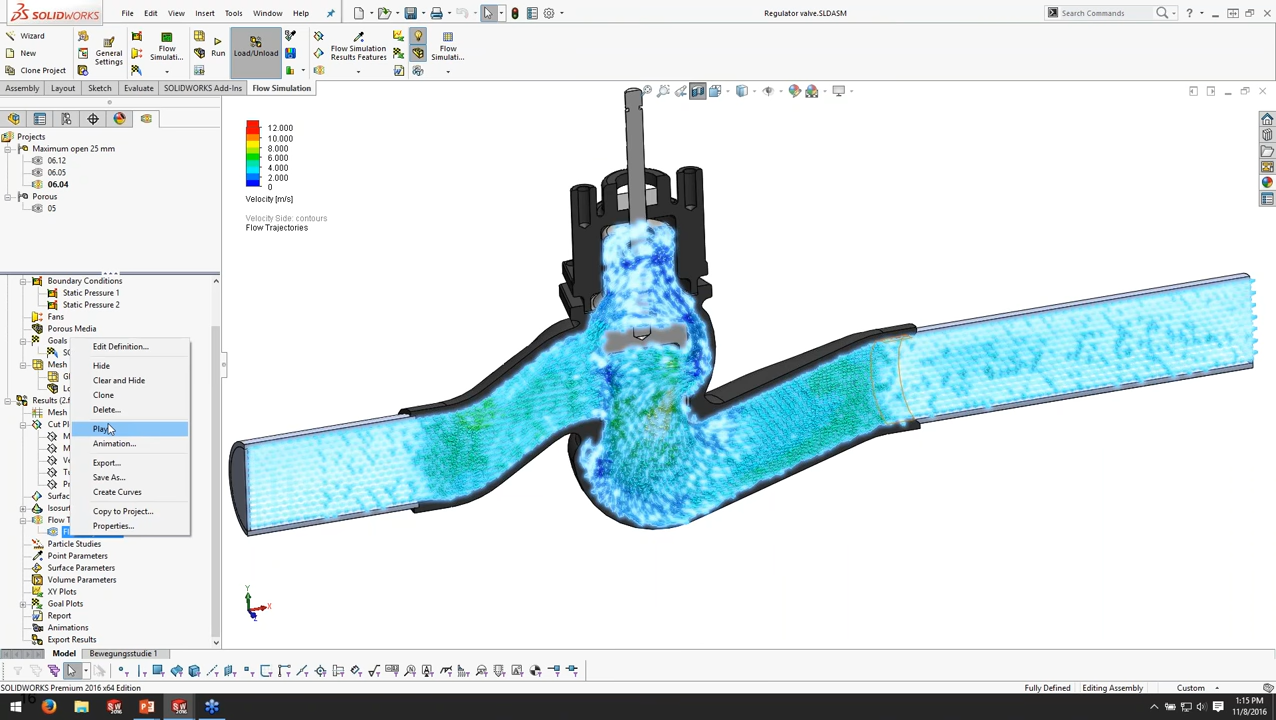 SOLIDWORKS File Edit View Insert Tools Window Help Regulator valve.SLDASM Search Commands
Wizard
New
Clone Project
General Settings
Flow Simulati...
Run
Load/Unload
Flow Simulation Results Features
Flow Simulati...
Assembly Layout Sketch Evaluate SOLIDWORKS Add-Ins Flow Simulation
Projects
Maximum open 25 mm
06.12
06.05
06.04
Porous
05
12.000
10.000
8.000
6.000
4.000
2.000
0
Velocity [m/s]
Velocity Side: contours
Flow Trajectories
Boundary Conditions
Static Pressure 1
Static Pressure 2
Fans
Porous Media
Goals
Mesh
Results (2.
Mesh
Cut Pl
Surfac
Isosurf
Flow T
Particle Studies
Point Parameters
Surface Parameters
Volume Parameters
XY Plots
Goal Plots
Report
Animations
Export Results
Edit Definition...
Hide
Clear and Hide
Clone
Delete...
Play
Animation...
Export...
Save As...
Create Curves
Copy to Project...
Properties...
Y
X
Model Bewegungsstudie 1
SOLIDWORKS Premium 2016 x64 Edition Fully Defined Editing Assembly Custom
16
1:15 PM
11/8/2016